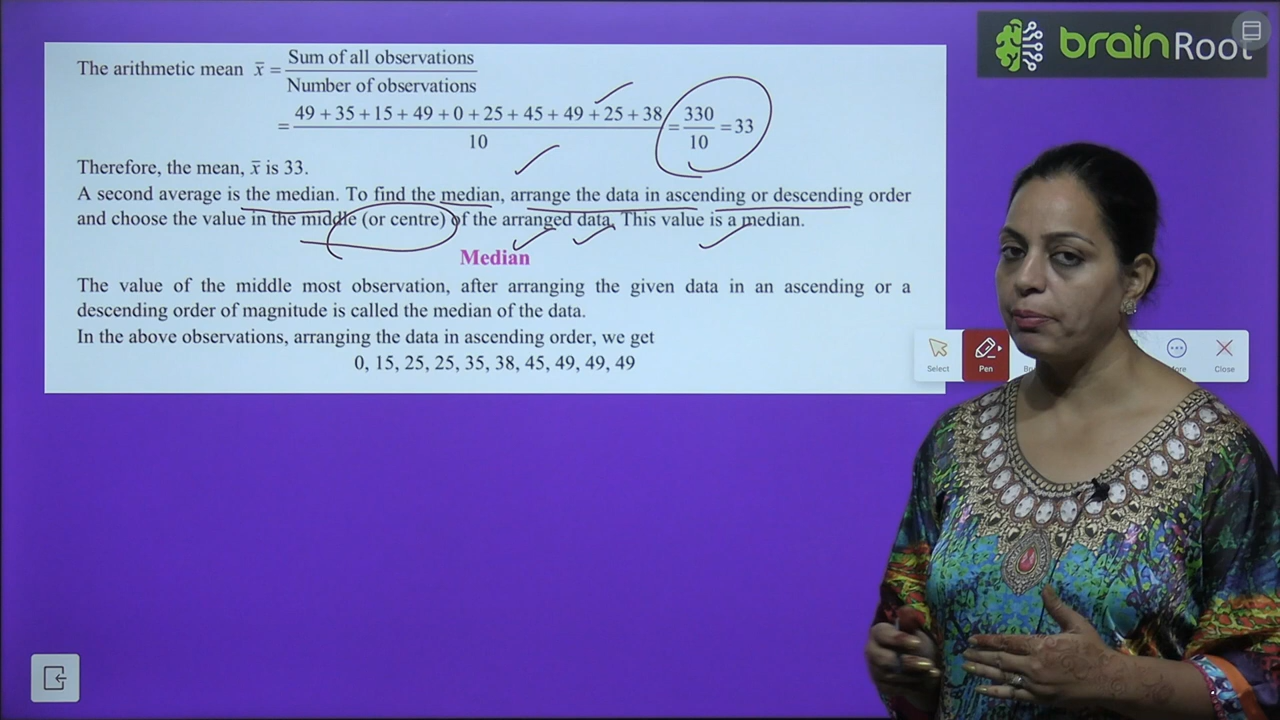 brainRoot
The arithmetic mean x̄ = Sum of all observations / Number of observations
= 49 + 35 + 15 + 49 + 0 + 25 + 45 + 49 + 25 + 38 / 10 = 330 / 10 = 33
Therefore, the mean, x̄ is 33.
A second average is the median. To find the median, arrange the data in ascending or descending order
and choose the value in the middle (or centre) of the arranged data. This value is a median.
Median
The value of the middle most observation, after arranging the given data in an ascending or a
descending order of magnitude is called the median of the data.
In the above observations, arranging the data in ascending order, we get
0, 15, 25, 25, 35, 38, 45, 49, 49, 49
Select
Pen
Close